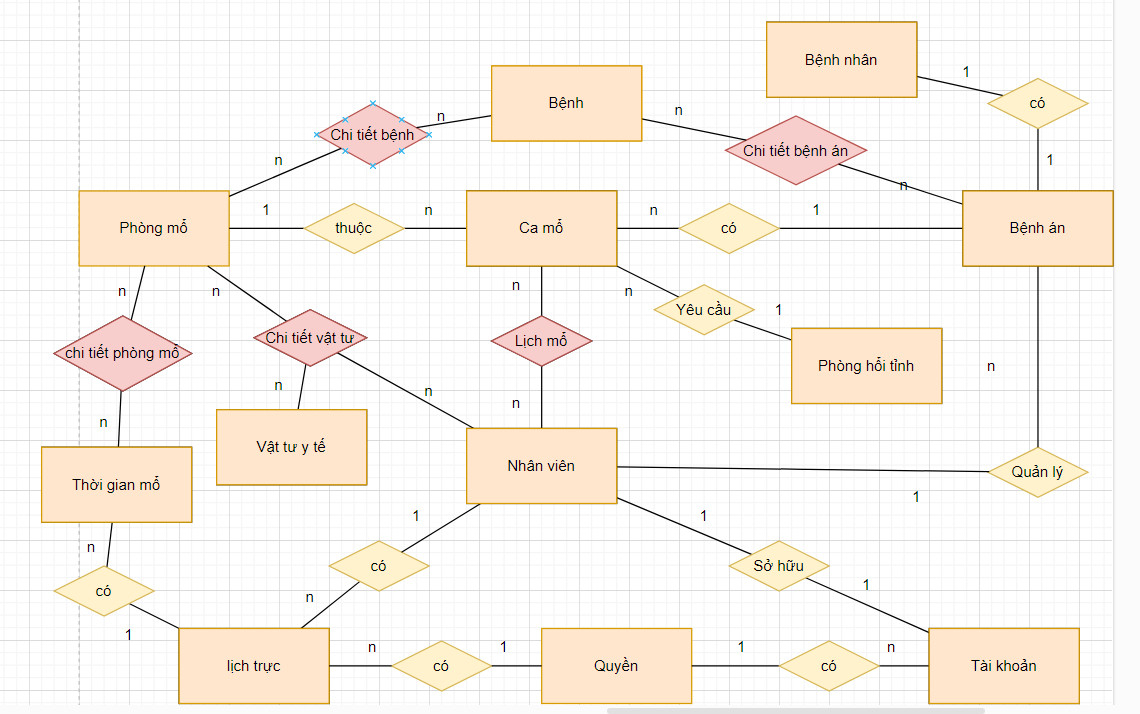 Bệnh nhân
1
có
1
Bệnh
n
n
Chi tiết bệnh
n
Chi tiết bệnh án
n
Phòng mổ
1
thuộc
n
Ca mổ
n
có
1
Bệnh án
n
n
n
n
Yêu cầu
1
chi tiết phòng mổ
Chi tiết vật tư
Lịch mổ
Phòng hồi tỉnh
n
n
n
n
n
Vật tư y tế
Nhân viên
Quản lý
1
Thời gian mổ
1
1
n
có
Sở hữu
1
n
có
1
lịch trực
n
có
1
Quyền
1
có
n
Tài khoản